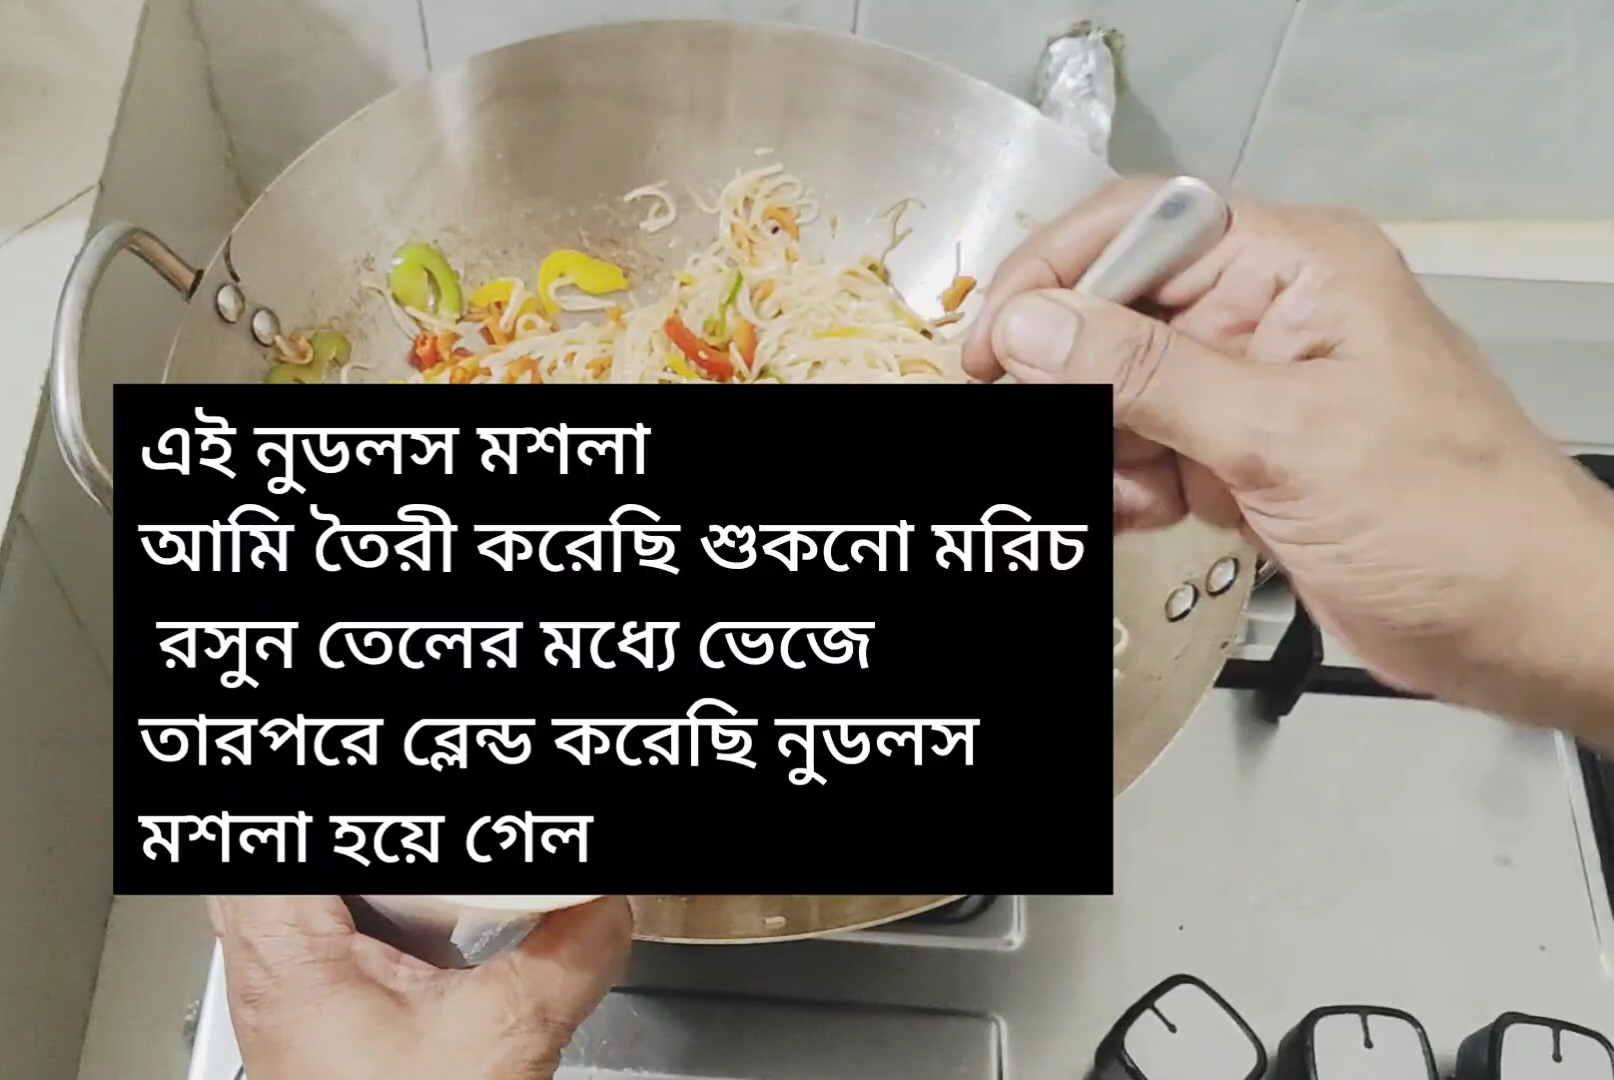 এই নুডলস মশলা
আমি তৈরী করেছি শুকনো মরিচ
রসুন তেলের মধ্যে ভেজে
তারপরে ব্লেন্ড করেছি নুডলস
মশলা হয়ে গেল